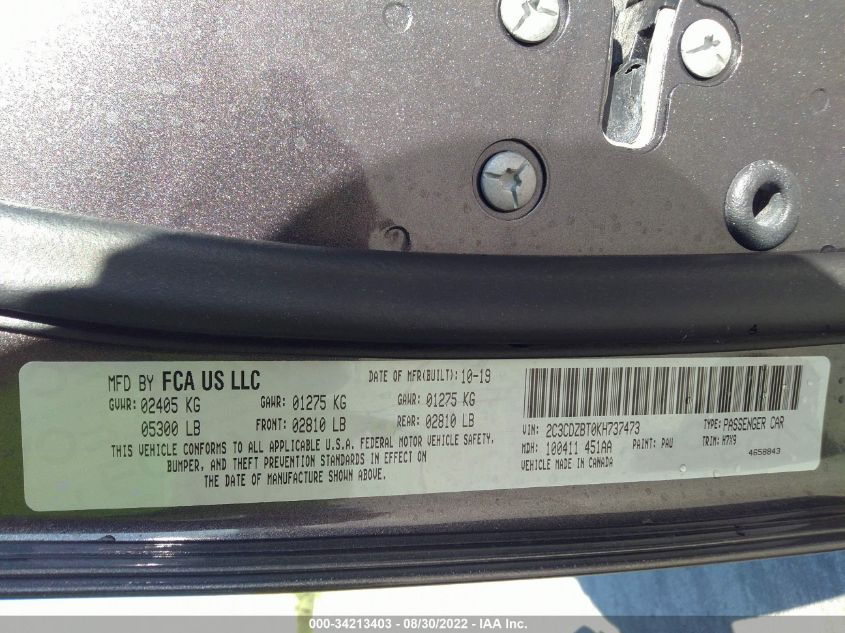 MFD BY FCA US LLC DATE OF MFR(BUILT): 10-19
GVWR: 02405 KG GAWR: 01275 KG GAWR: 01275 KG
05300 LB FRONT: 02810 LB REAR: 02810 LB
THIS VEHICLE CONFORMS TO ALL APPLICABLE U.S.A. FEDERAL MOTOR VEHICLE SAFETY,
BUMPER, AND THEFT PREVENTION STANDARDS IN EFFECT ON
THE DATE OF MANUFACTURE SHOWN ABOVE.
VIN: 2C3CDZBT0KH737473 TYPE: PASSENGER CAR
MDH: 100411 451AA PAINT: PAU TRIM: H7X9
VEHICLE MADE IN CANADA 4658843
000-34213403 - 08/30/2022 - IAA Inc.